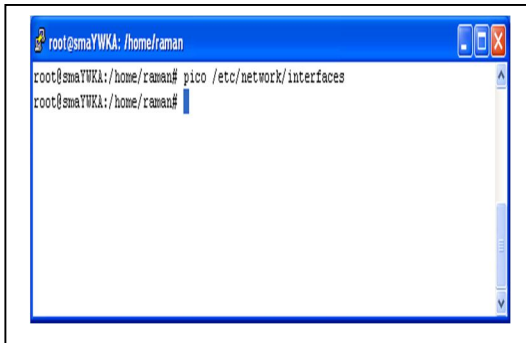 root@smaYWKA: /home/raman
root@smaYWKA:/home/raman# pico /etc/network/interfaces
root@smaYWKA:/home/raman#